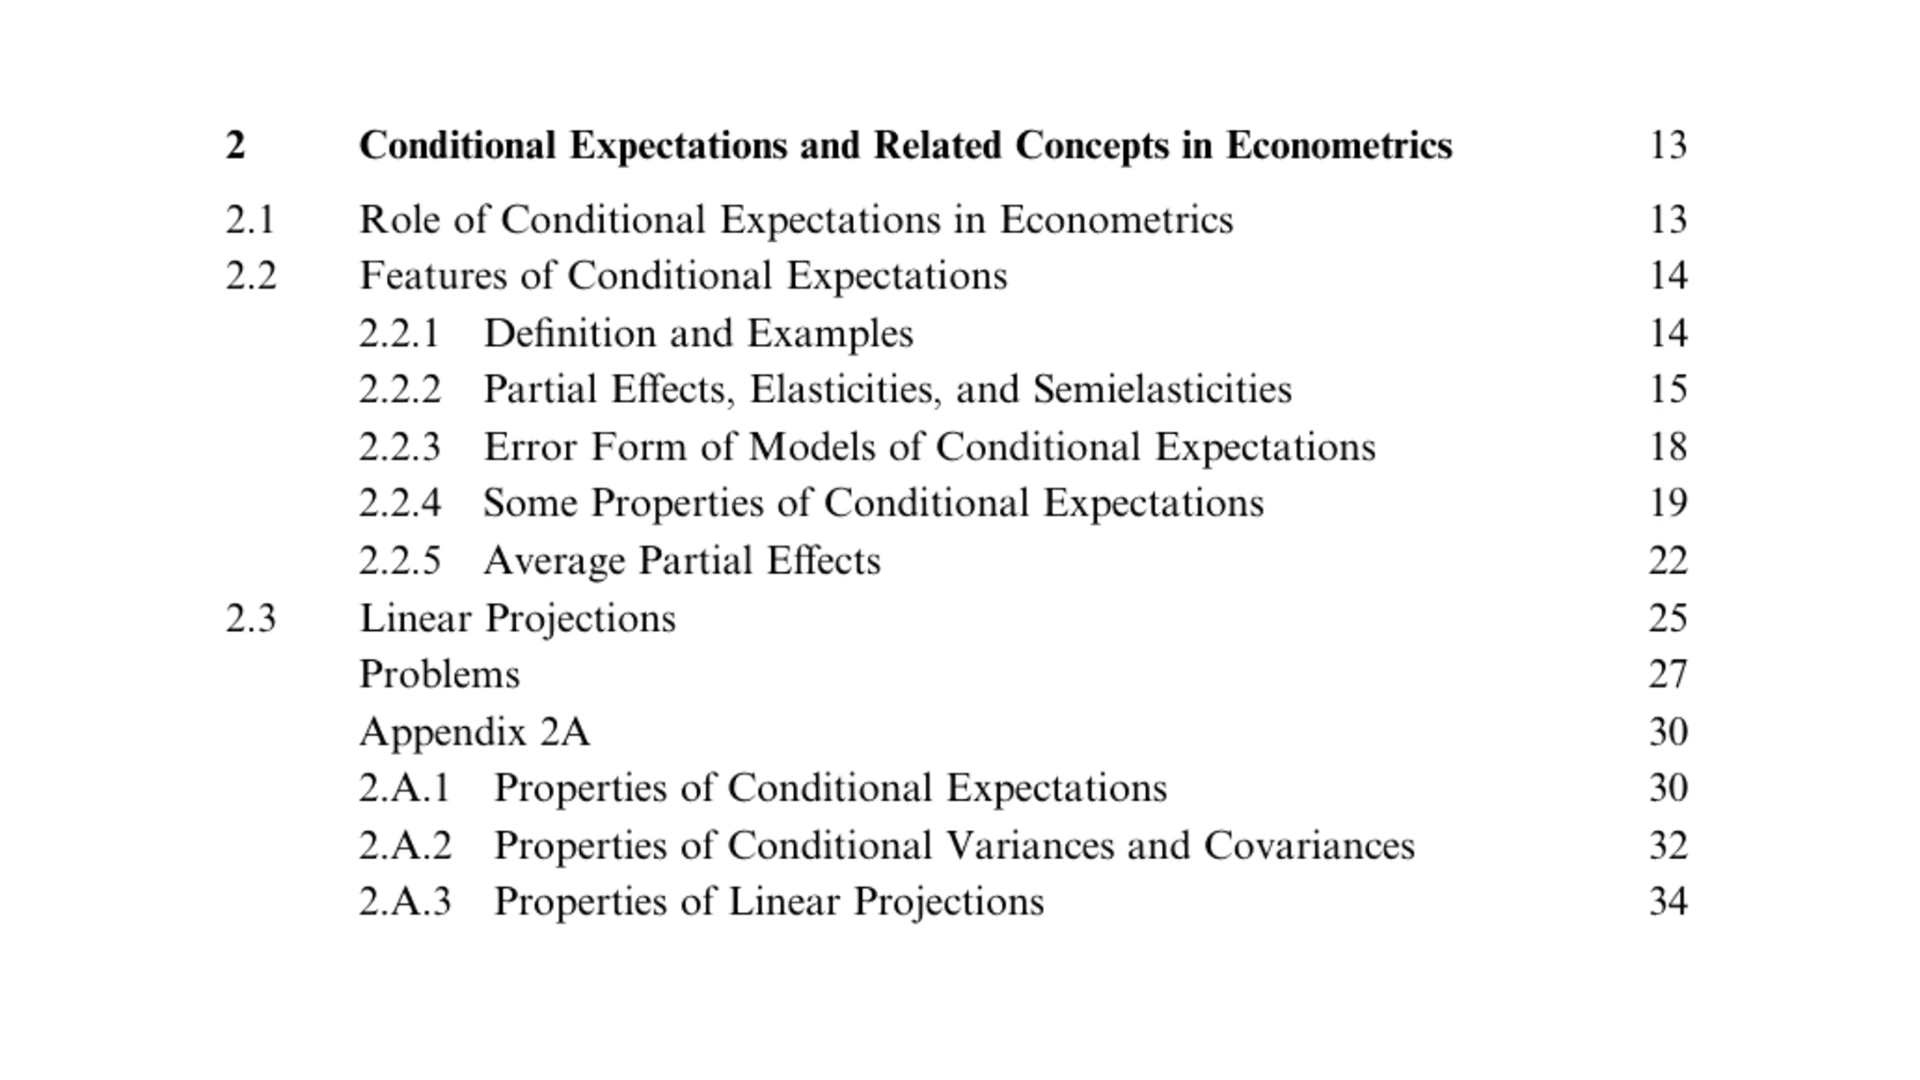 2 Conditional Expectations and Related Concepts in Econometrics 13
2.1 Role of Conditional Expectations in Econometrics 13
2.2 Features of Conditional Expectations 14
2.2.1 Definition and Examples 14
2.2.2 Partial Effects, Elasticities, and Semielasticities 15
2.2.3 Error Form of Models of Conditional Expectations 18
2.2.4 Some Properties of Conditional Expectations 19
2.2.5 Average Partial Effects 22
2.3 Linear Projections 25
Problems 27
Appendix 2A 30
2.A.1 Properties of Conditional Expectations 30
2.A.2 Properties of Conditional Variances and Covariances 32
2.A.3 Properties of Linear Projections 34